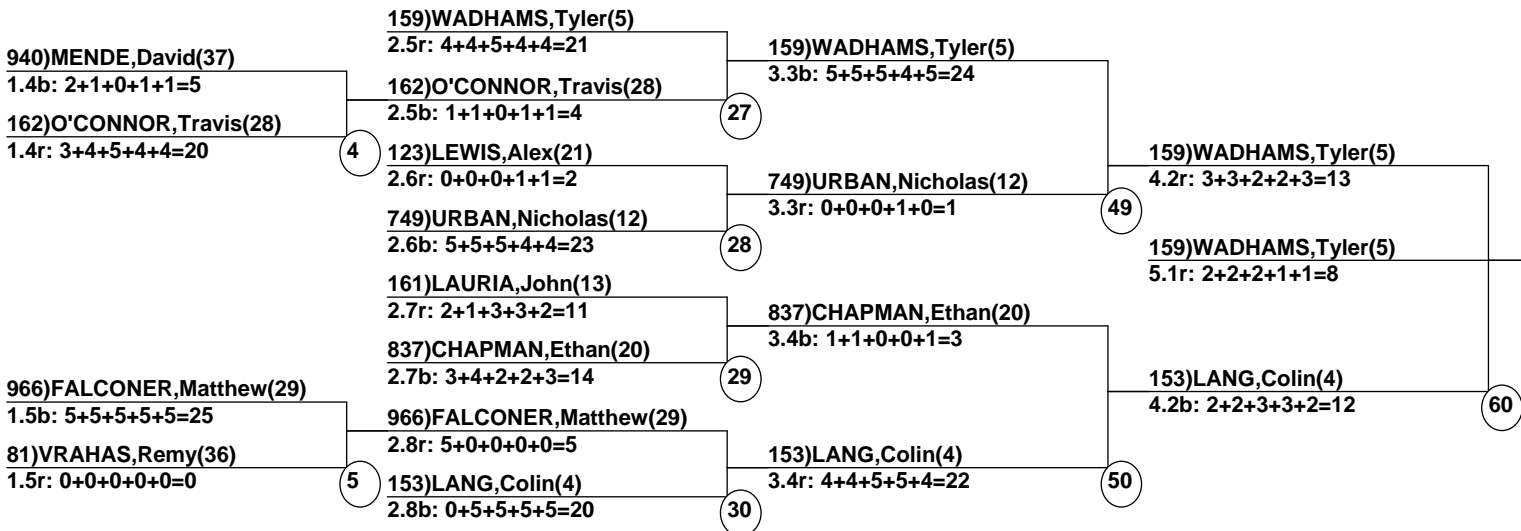 940)MENDE,David(37)
1.4b: 2+1+0+1+1=5
162)O'CONNOR,Travis(28)
1.4r: 3+4+5+4+4=20
4
966)FALCONER,Matthew(29)
1.5b: 5+5+5+5+5=25
81)VRAHAS,Remy(36)
1.5r: 0+0+0+0+0=0
5
159)WADHAMS,Tyler(5)
2.5r: 4+4+5+4+4=21
162)O'CONNOR,Travis(28)
2.5b: 1+1+0+1+1=4
27
123)LEWIS,Alex(21)
2.6r: 0+0+0+1+1=2
749)URBAN,Nicholas(12)
2.6b: 5+5+5+4+4=23
28
161)LAURIA,John(13)
2.7r: 2+1+3+3+2=11
837)CHAPMAN,Ethan(20)
2.7b: 3+4+2+2+3=14
29
966)FALCONER,Matthew(29)
2.8r: 5+0+0+0+0=5
153)LANG,Colin(4)
2.8b: 0+5+5+5+5=20
30
159)WADHAMS,Tyler(5)
3.3b: 5+5+5+4+5=24
749)URBAN,Nicholas(12)
3.3r: 0+0+0+1+0=1
49
837)CHAPMAN,Ethan(20)
3.4b: 1+1+0+0+1=3
153)LANG,Colin(4)
3.4r: 4+4+5+5+4=22
50
159)WADHAMS,Tyler(5)
4.2r: 3+3+2+2+3=13
159)WADHAMS,Tyler(5)
5.1r: 2+2+2+1+1=8
153)LANG,Colin(4)
4.2b: 2+2+3+3+2=12
60